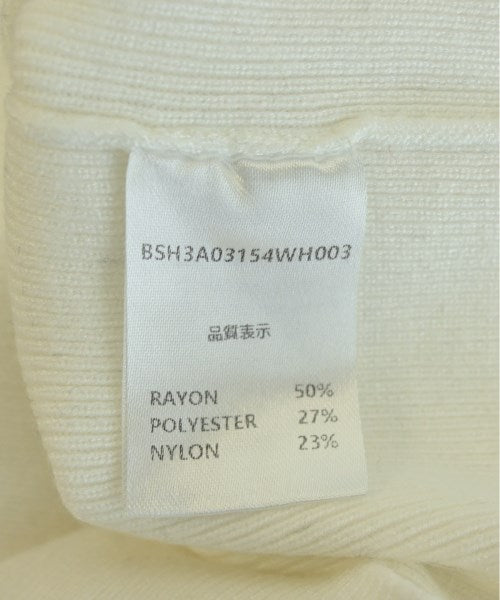 BSH3A03154WH003
品質表示
RAYON 50%
POLYESTER 27%
NYLON 23%